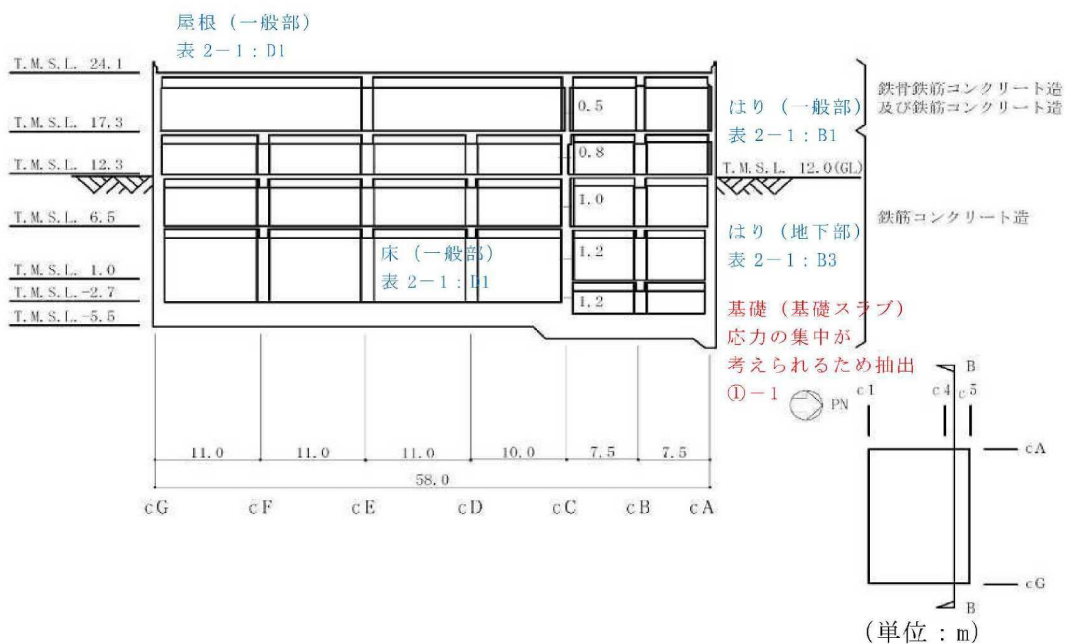 屋根（一般部）
表 2－1：D1
T.M.S.L. 24.1
T.M.S.L. 17.3
T.M.S.L. 12.3
T.M.S.L. 6.5
T.M.S.L. 1.0
T.M.S.L.-2.7
T.M.S.L.-5.5
0.5
0.8
1.0
1.2
1.2
床（一般部）
表 2－1：D1
はり（一般部）
表 2－1：B1
T.M.S.L. 12.0(GL)
はり（地下部）
表 2－1：B3
鉄骨鉄筋コンクリート造
及び鉄筋コンクリート造
鉄筋コンクリート造
基礎（基礎スラブ）
応力の集中が
考えられるため抽出
①－1
11.0 11.0 11.0 10.0 7.5 7.5
58.0
cG cF cE cD cC cB cA
PN
B
c1 c4 c5
cA
cG
B
(単位：m)